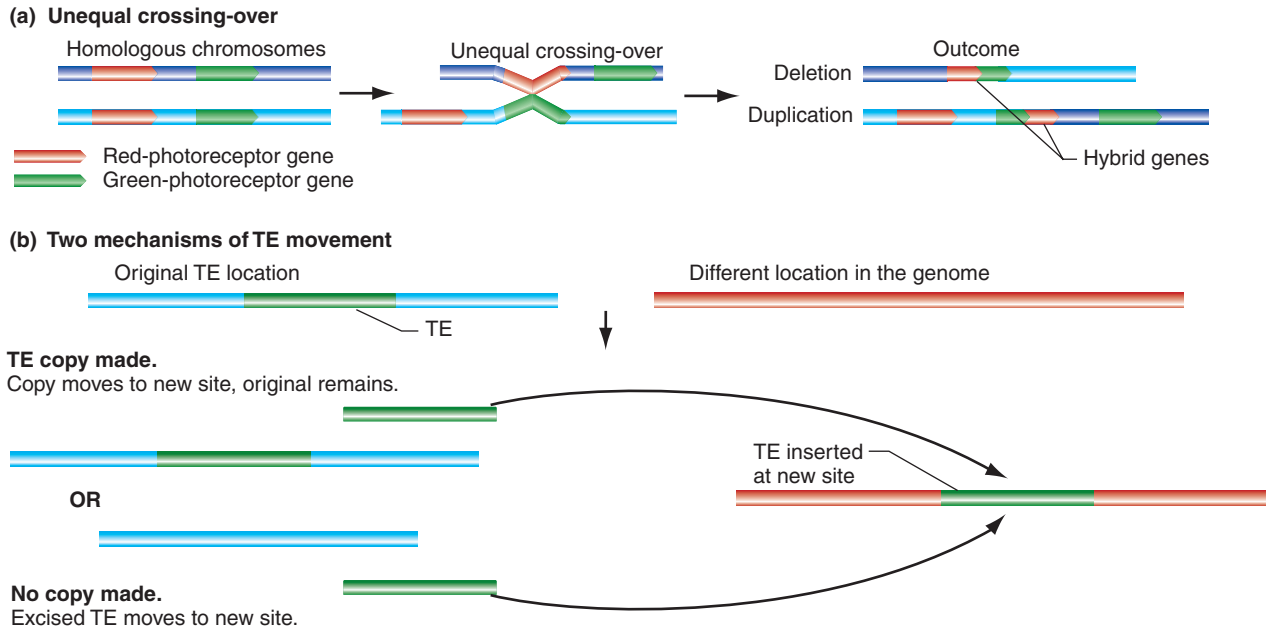 (a) Unequal crossing-over
Homologous chromosomes
Unequal crossing-over
Outcome
Deletion
Duplication
Hybrid genes
Red-photoreceptor gene
Green-photoreceptor gene
(b) Two mechanisms of TE movement
Original TE location
Different location in the genome
TE
TE copy made.
Copy moves to new site, original remains.
TE inserted
at new site
OR
No copy made.
Excised TE moves to new site.